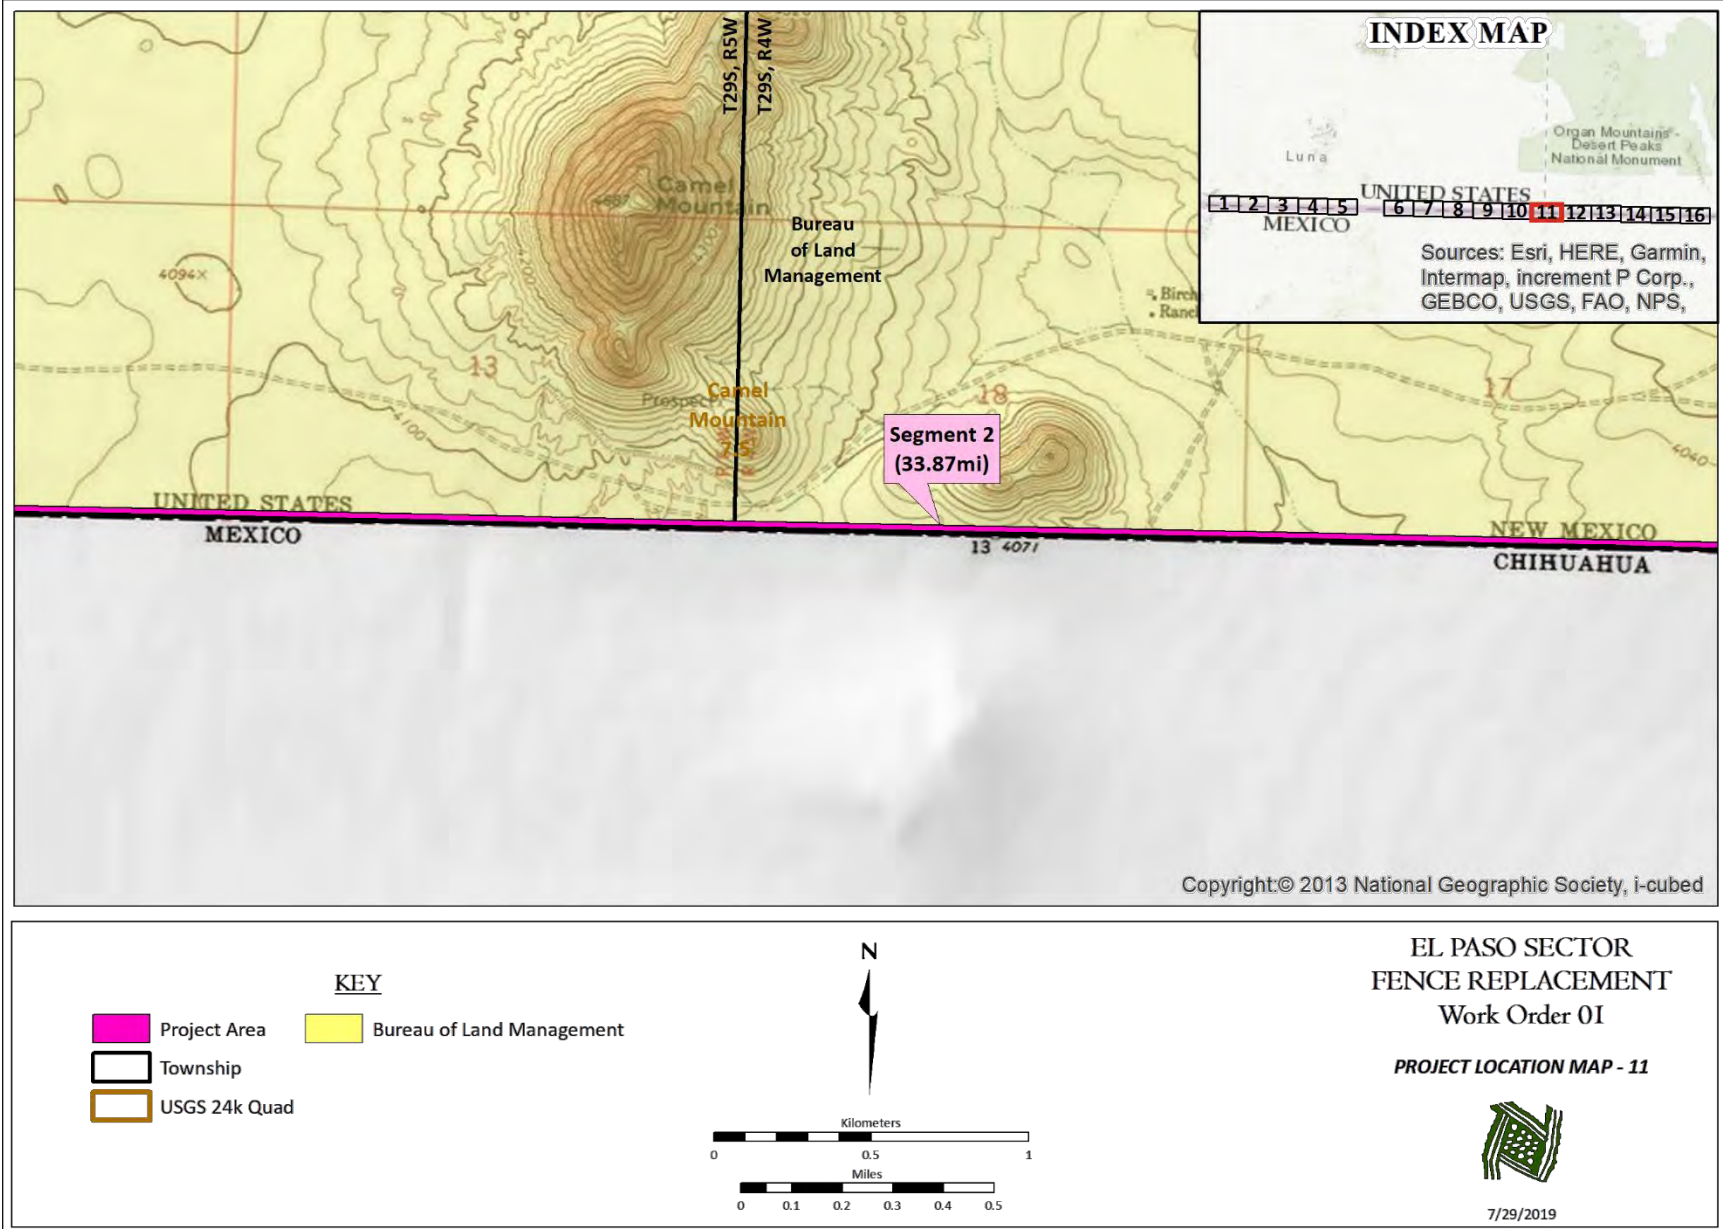 T29S, R5W
T29S, R4W
INDEX MAP
Organ Mountains -
Desert Peaks
National Monument
Luna
UNITED STATES
1 2 3 4 5 6 7 8 9 10 11 12 13 14 15 16
MEXICO
Sources: Esri, HERE, Garmin,
Intermap, increment P Corp.,
GEBCO, USGS, FAO, NPS,
Camel
Mountain
Bureau
of Land
Management
4094×
4100
Birch
Ranc
13
18
17
Prospect
Camel
Mountain
7.5
4100
4040
Segment 2
(33.87mi)
UNITED STATES
MEXICO
13 4071
NEW MEXICO
CHIHUAHUA
Copyright:© 2013 National Geographic Society, i-cubed
KEY
Project Area
Bureau of Land Management
Township
USGS 24k Quad
N
Kilometers
0 0.5 1
Miles
0 0.1 0.2 0.3 0.4 0.5
EL PASO SECTOR
FENCE REPLACEMENT
Work Order 01
PROJECT LOCATION MAP - 11
7/29/2019